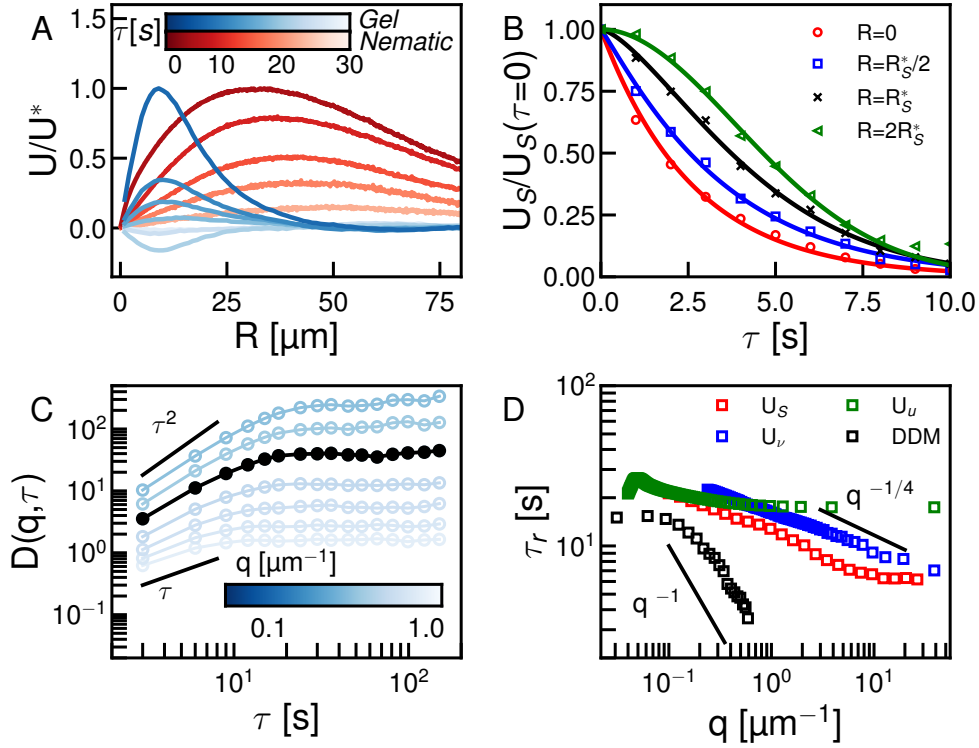 A
τ[s]
Gel
Nematic
0 10 20 30
1.5
1.0
0.5
0.0
U/U*
0 25 50 75
R [μm]
B
R=0
R=R*S/2
R=R*S
R=2R*S
1.00
0.75
0.50
0.25
0.00
US/US(τ=0)
0.0 2.5 5.0 7.5 10.0
τ [s]
C
τ²
τ
q [μm⁻¹]
0.1 1.0
10²
10¹
10⁰
10⁻¹
D(q,τ)
10¹ 10²
τ [s]
D
US
Uν
Uu
DDM
q⁻¹/⁴
q⁻¹
10²
10¹
τr [s]
10⁻¹ 10⁰ 10¹
q [μm⁻¹]